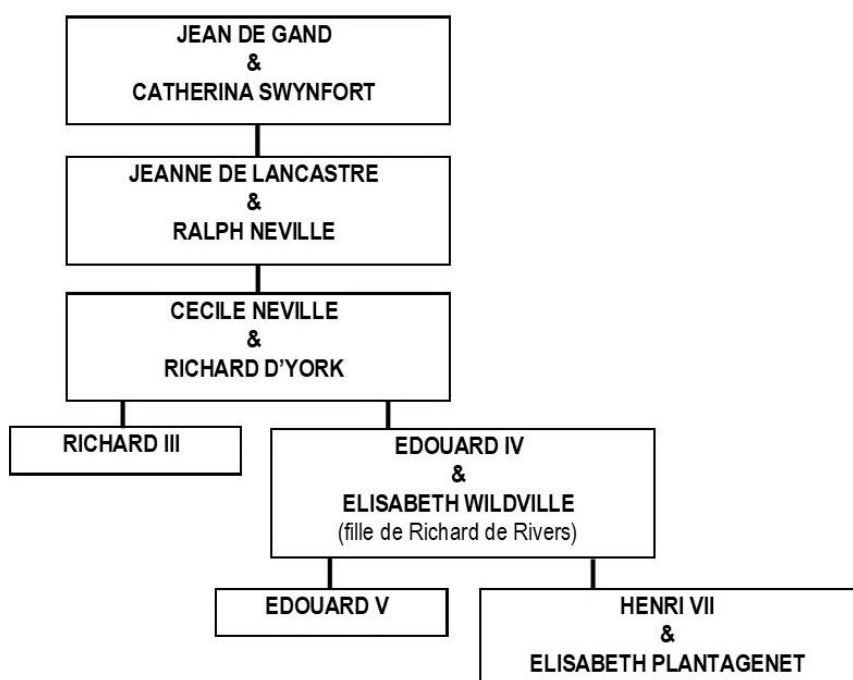 JEAN DE GAND
&
CATHERINA SWYNFORT
JEANNE DE LANCASTRE
&
RALPH NEVILLE
CECILE NEVILLE
&
RICHARD D'YORK
RICHARD III
EDOUARD IV
&
ELISABETH WILDVILLE
(fille de Richard de Rivers)
EDOUARD V
HENRI VII
&
ELISABETH PLANTAGENET